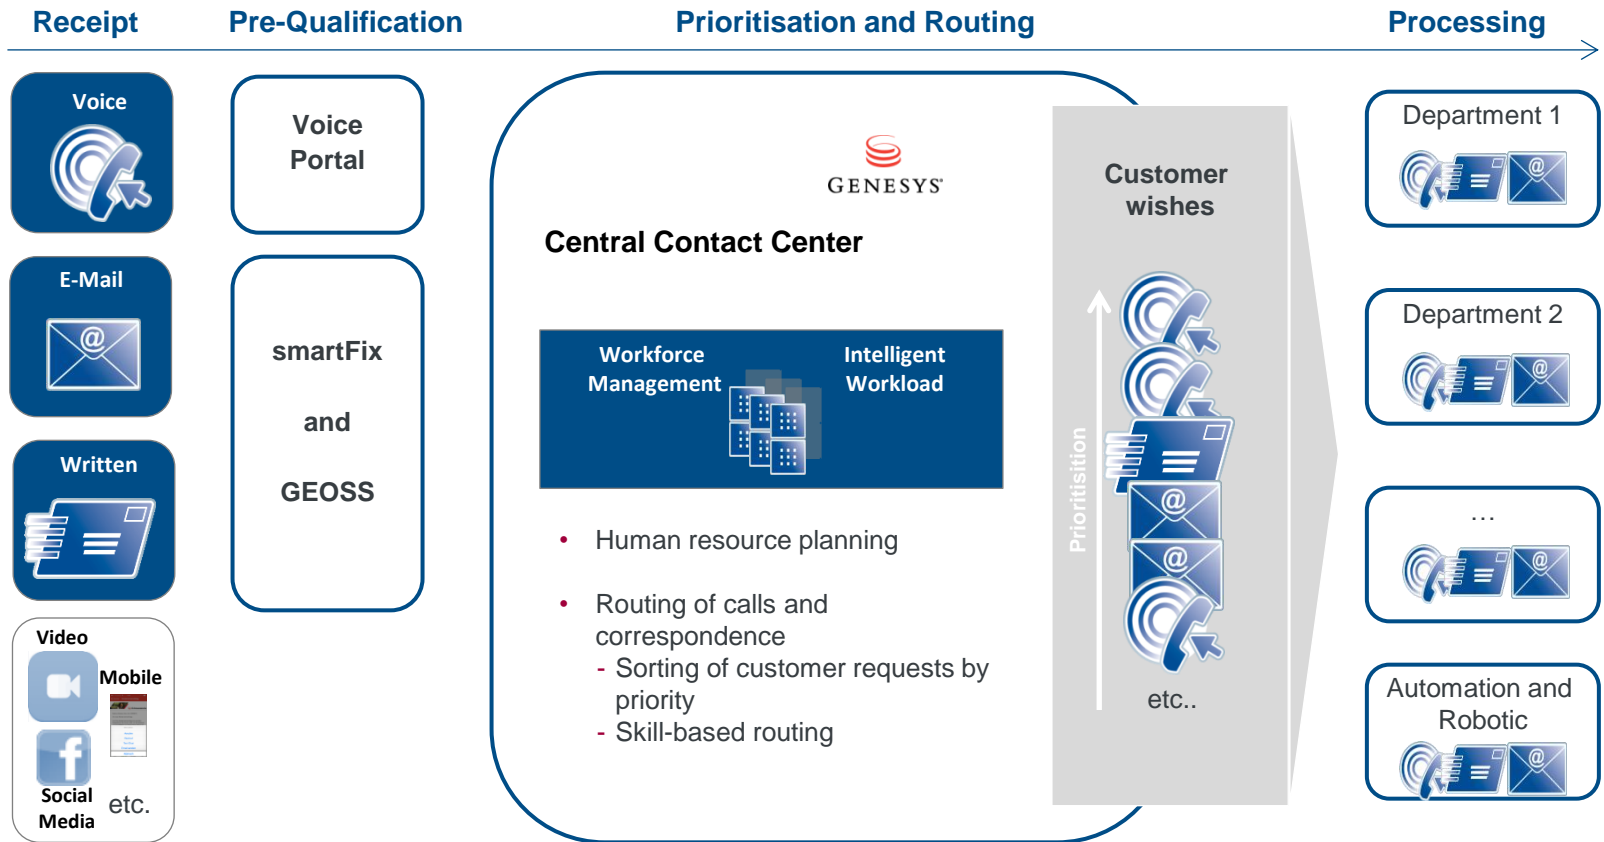 Receipt
Pre-Qualification
Prioritisation and Routing
Processing
Voice
E-Mail
Written
Video
Mobile
Social
Media
etc.
Voice
Portal
smartFix
and
GEOSS
GENESYS®
Central Contact Center
Workforce
Management
Intelligent
Workload
• Human resource planning
• Routing of calls and
correspondence
- Sorting of customer requests by
priority
- Skill-based routing
Customer
wishes
Prioritisition
etc..
Department 1
Department 2
…
Automation and
Robotic